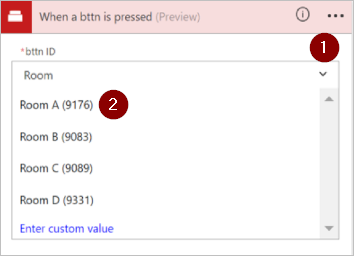 When a bttn is pressed (Preview)
1
*bttn ID
Room
Room A (9176)
2
Room B (9083)
Room C (9089)
Room D (9331)
Enter custom value